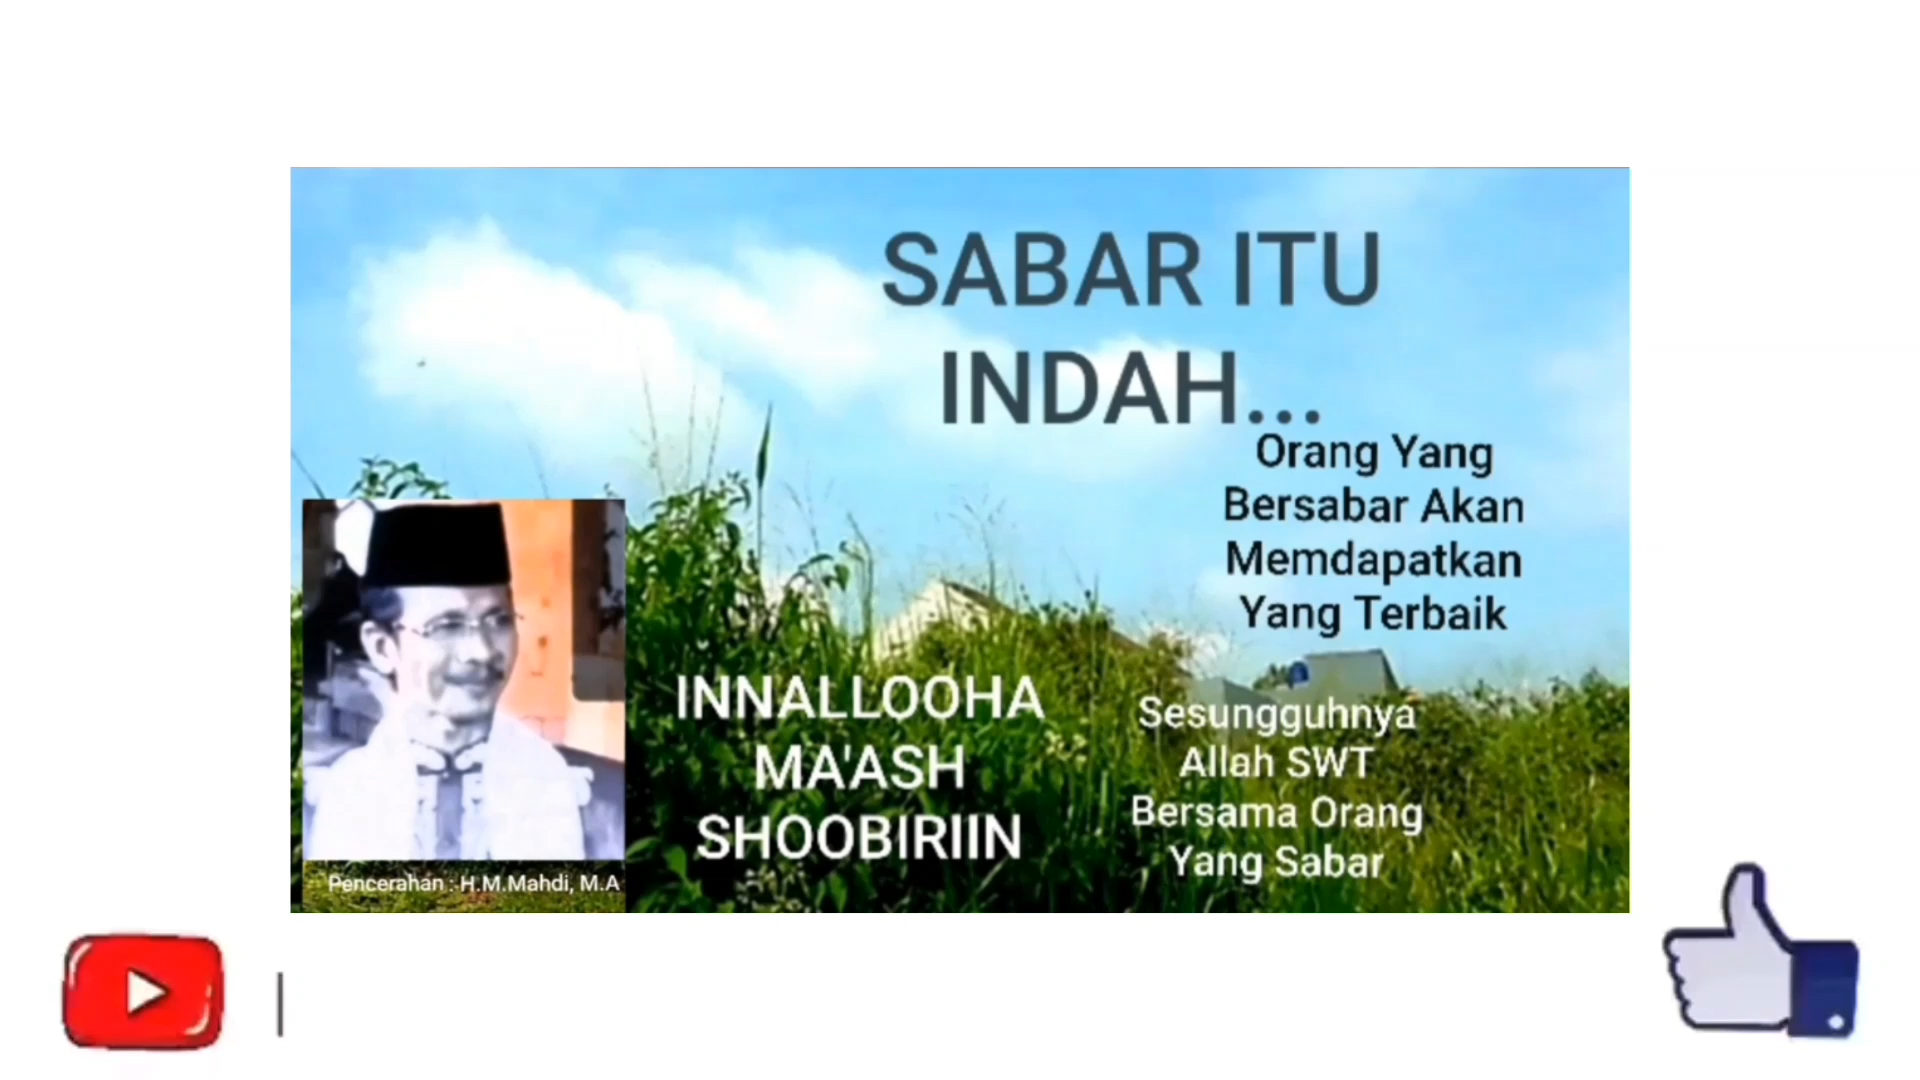 SABAR ITU
INDAH...
Orang Yang
Bersabar Akan
Memdapatkan
Yang Terbaik
INNALLOOHA
MA'ASH
SHOOBIRIIN
Sesungguhnya
Allah SWT
Bersama Orang
Yang Sabar
Pencerahan : H.M.Mahdi, M.A